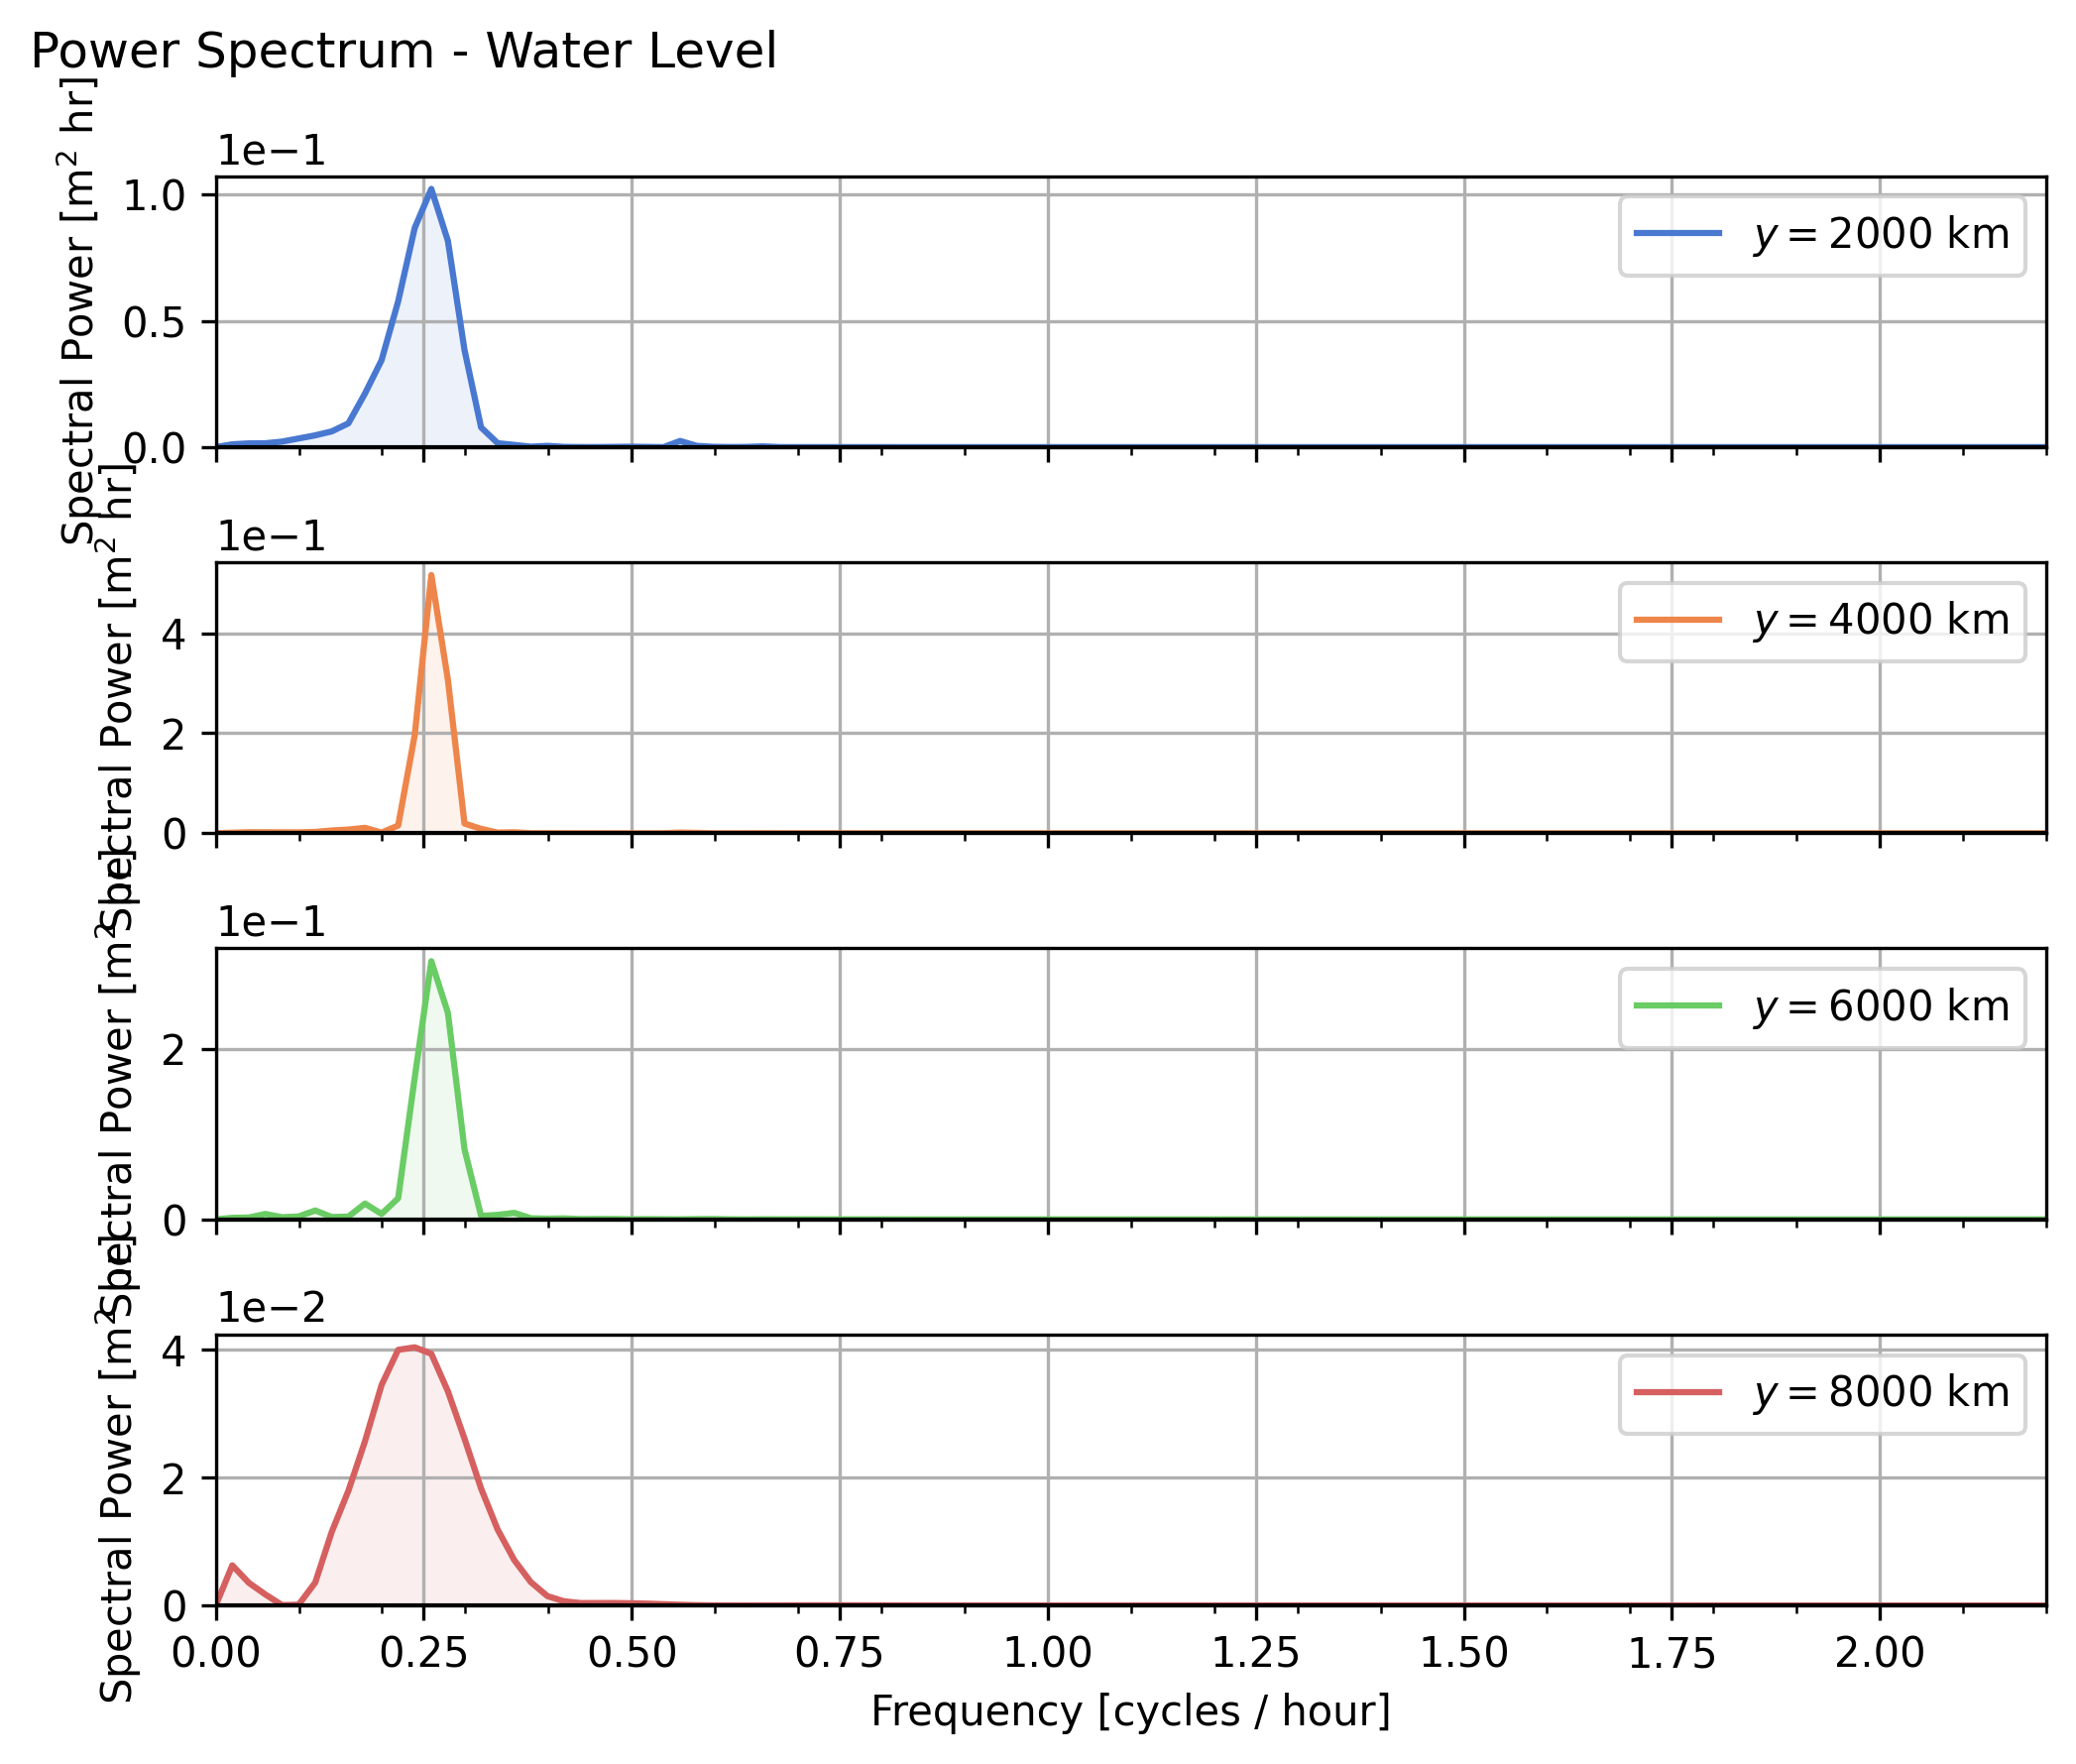 Power Spectrum - Water Level
1e−1
Spectral Power [m² hr]
1.0
0.5
0.0
y = 2000 km
1e−1
Spectral Power [m² hr]
4
2
0
y = 4000 km
1e−1
Spectral Power [m²
2
0
y = 6000 km
1e−2
Spectral Power [m²
4
2
0
y = 8000 km
0.00 0.25 0.50 0.75 1.00 1.25 1.50 1.75 2.00
Frequency [cycles / hour]